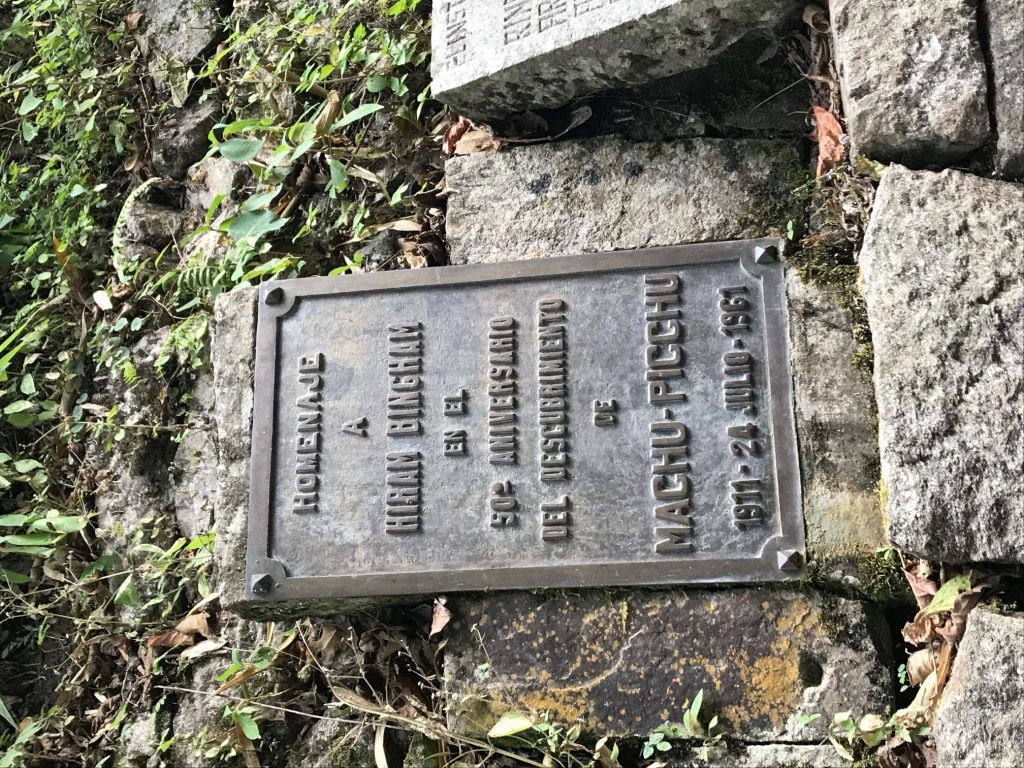 HOMENAJE
A
HIRAM BINGHAM
EN EL
50º ANIVERSARIO
DEL DESCUBRIMIENTO
DE
MACHU-PICCHU
1911-24 JULIO-1961